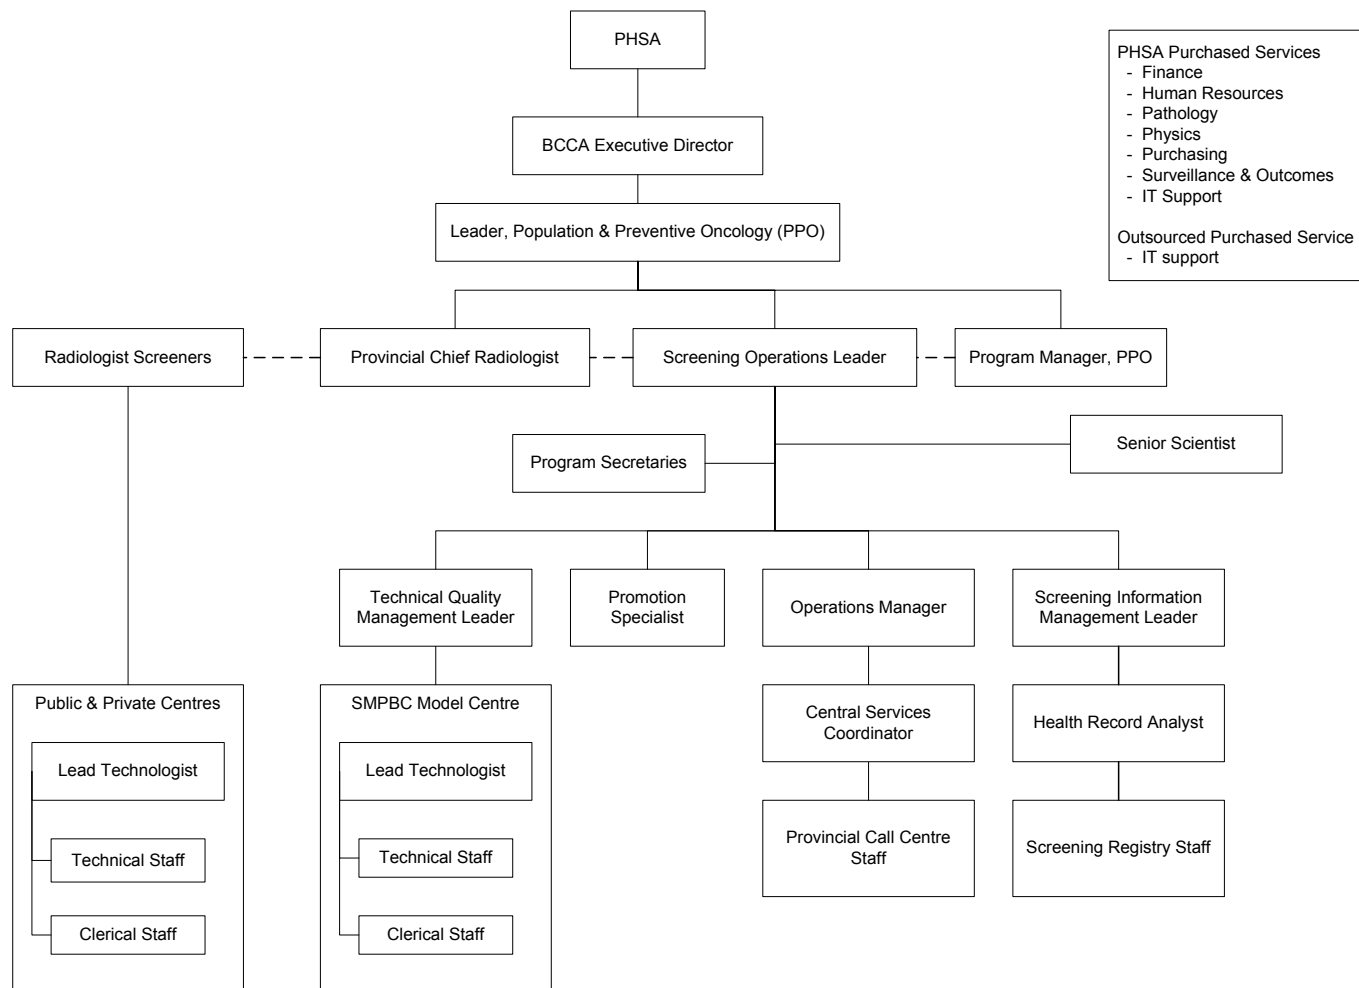 PHSA
PHSA Purchased Services
- Finance
- Human Resources
- Pathology
- Physics
- Purchasing
- Surveillance & Outcomes
- IT Support
Outsourced Purchased Service
- IT support
BCCA Executive Director
Leader, Population & Preventive Oncology (PPO)
Radiologist Screeners
Provincial Chief Radiologist
Screening Operations Leader
Program Manager, PPO
Program Secretaries
Senior Scientist
Technical Quality
Management Leader
Promotion
Specialist
Operations Manager
Screening Information
Management Leader
Public & Private Centres
Lead Technologist
Technical Staff
Clerical Staff
SMPBC Model Centre
Lead Technologist
Technical Staff
Clerical Staff
Central Services
Coordinator
Provincial Call Centre
Staff
Health Record Analyst
Screening Registry Staff